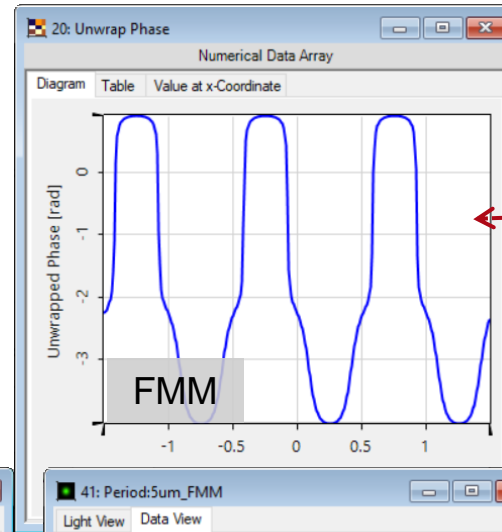 20: Unwrap Phase
Numerical Data Array
Diagram Table Value at x-Coordinate
Unwrapped Phase [rad]
0
-1
-2
-3
FMM
-1 -0.5 0 0.5 1
41: Period:5um_FMM
Light View Data View